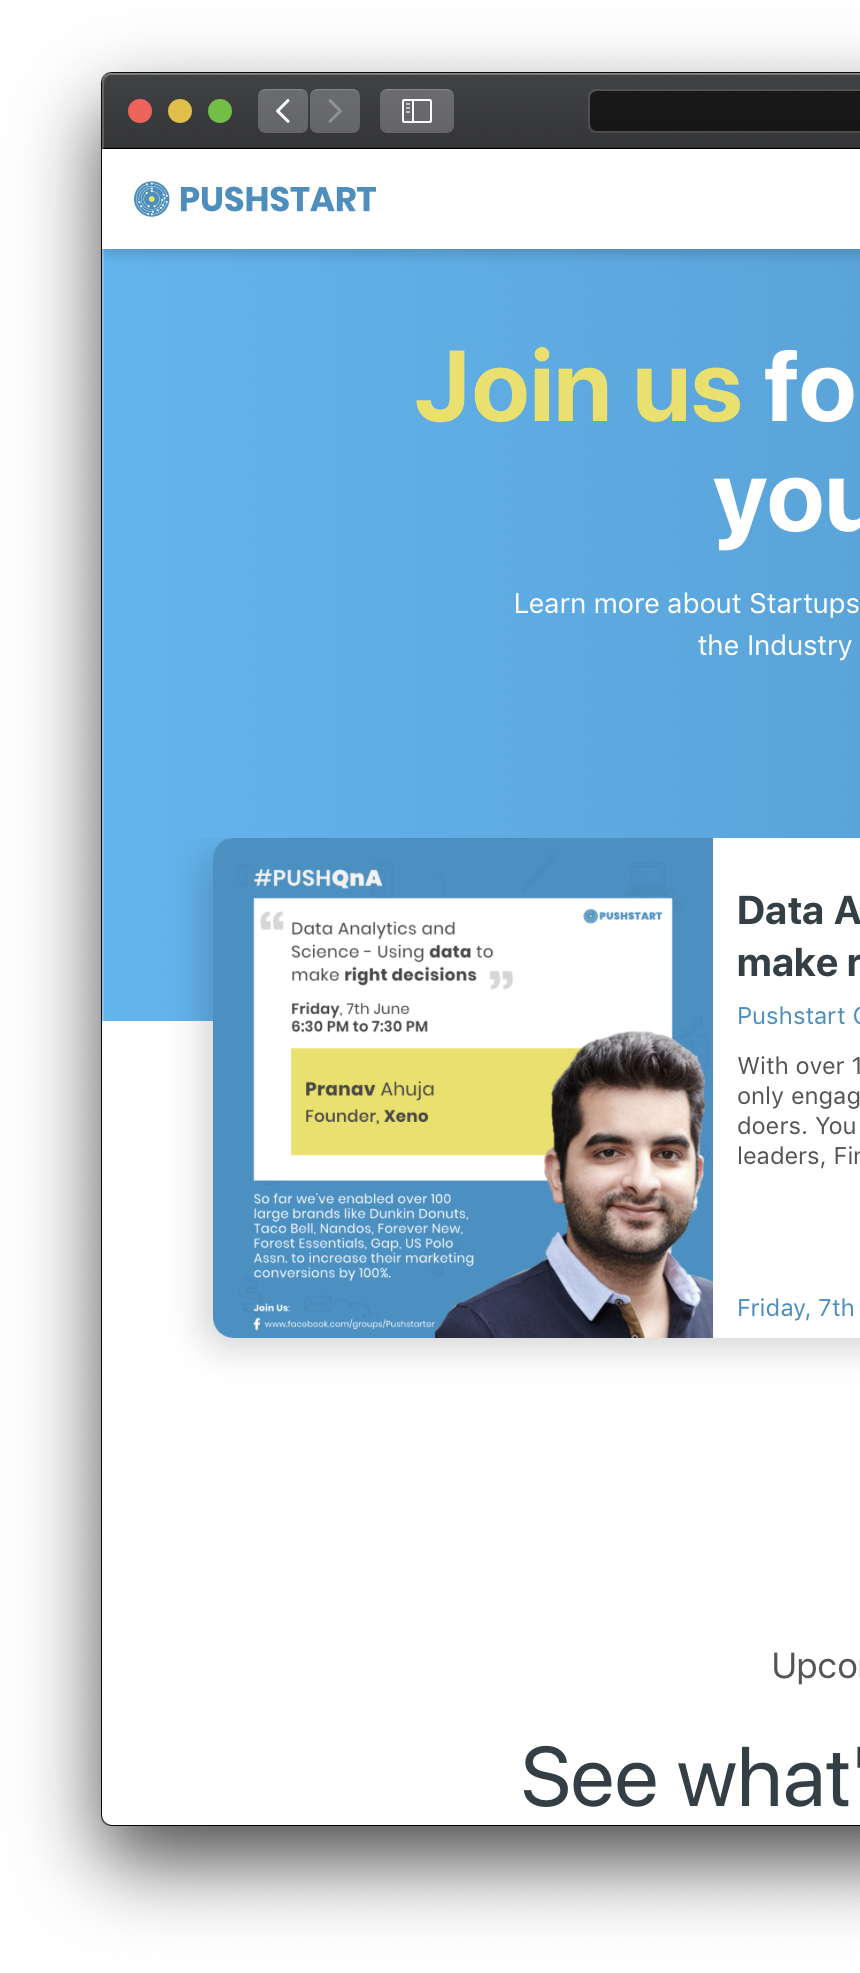 PUSHSTART
Join us fo
you
Learn more about Startups
the Industry
#PUSHQnA
“ Data Analytics and
Science - Using data to
make right decisions ”
PUSHSTART
Friday, 7th June
6:30 PM to 7:30 PM
Pranav Ahuja
Founder, Xeno
So far we've enabled over 100
large brands like Dunkin Donuts,
Taco Bell, Nandos, Forever New,
Forest Essentials, Gap, US Polo
Assn. to increase their marketing
conversions by 100%.
Join Us:
f www.facebook.com/groups/Pushstarter
Data A
make r
Pushstart
With over 1
only engag
doers. You
leaders, Fin
Friday, 7th
Upco
See what'